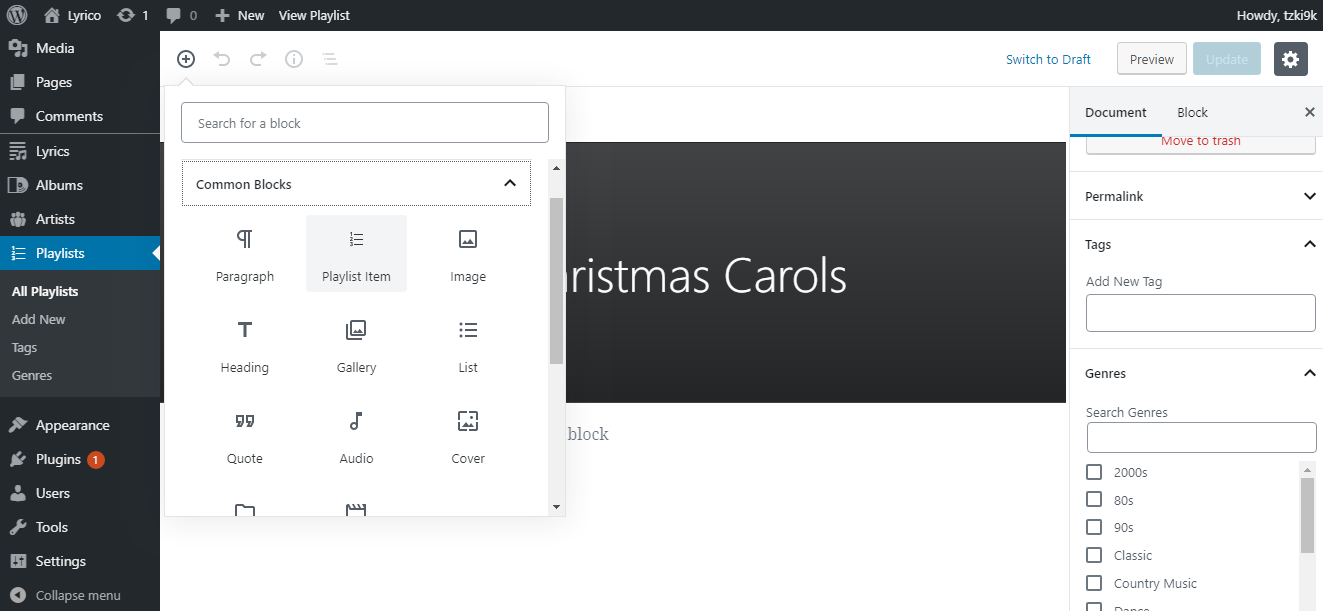 Lyrico 1 0 New View Playlist Howdy, tzki9k
Media
Pages
Comments
Lyrics
Albums
Artists
Playlists
All Playlists
Add New
Tags
Genres
Appearance
Plugins 1
Users
Tools
Settings
Collapse menu
Switch to Draft Preview Update
Search for a block
Common Blocks
Paragraph Playlist Item Image
Heading Gallery List
Quote Audio Cover
Carols
block
Document Block
Move to trash
Permalink
Tags
Add New Tag
Genres
Search Genres
2000s
80s
90s
Classic
Country Music